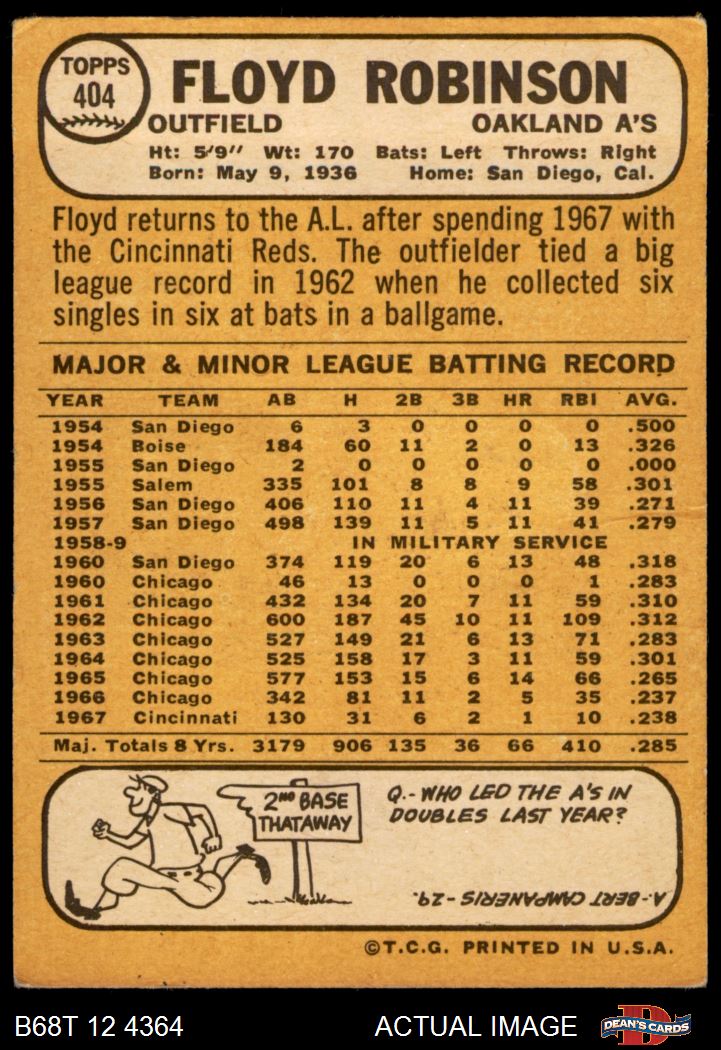 TOPPS
404
FLOYD ROBINSON
OUTFIELD OAKLAND A'S
Ht: 5'9" Wt: 170 Bats: Left Throws: Right
Born: May 9, 1936 Home: San Diego, Cal.
Floyd returns to the A.L. after spending 1967 with
the Cincinnati Reds. The outfielder tied a big
league record in 1962 when he collected six
singles in six at bats in a ballgame.
MAJOR & MINOR LEAGUE BATTING RECORD
YEAR TEAM AB H 2B 3B HR RBI AVG.
1954 San Diego 6 3 0 0 0 0 .500
1954 Boise 184 60 11 2 0 13 .326
1955 San Diego 2 0 0 0 0 0 .000
1955 Salem 335 101 8 8 9 58 .301
1956 San Diego 406 110 11 4 11 39 .271
1957 San Diego 498 139 11 5 11 41 .279
1958-9 IN MILITARY SERVICE
1960 San Diego 374 119 20 6 13 48 .318
1960 Chicago 46 13 0 0 0 1 .283
1961 Chicago 432 134 20 7 11 59 .310
1962 Chicago 600 187 45 10 11 109 .312
1963 Chicago 527 149 21 6 13 71 .283
1964 Chicago 525 158 17 3 11 59 .301
1965 Chicago 577 153 15 6 14 66 .265
1966 Chicago 342 81 11 2 5 35 .237
1967 Cincinnati 130 31 6 2 1 10 .238
Maj. Totals 8 Yrs. 3179 906 135 36 66 410 .285
2ND BASE
THATAWAY
Q.- WHO LED THE A'S IN
DOUBLES LAST YEAR?
A.- BERT CAMPANERIS - 29.
©T.C.G. PRINTED IN U.S.A.
B68T 12 4364 ACTUAL IMAGE
D
DEAN'S CARDS